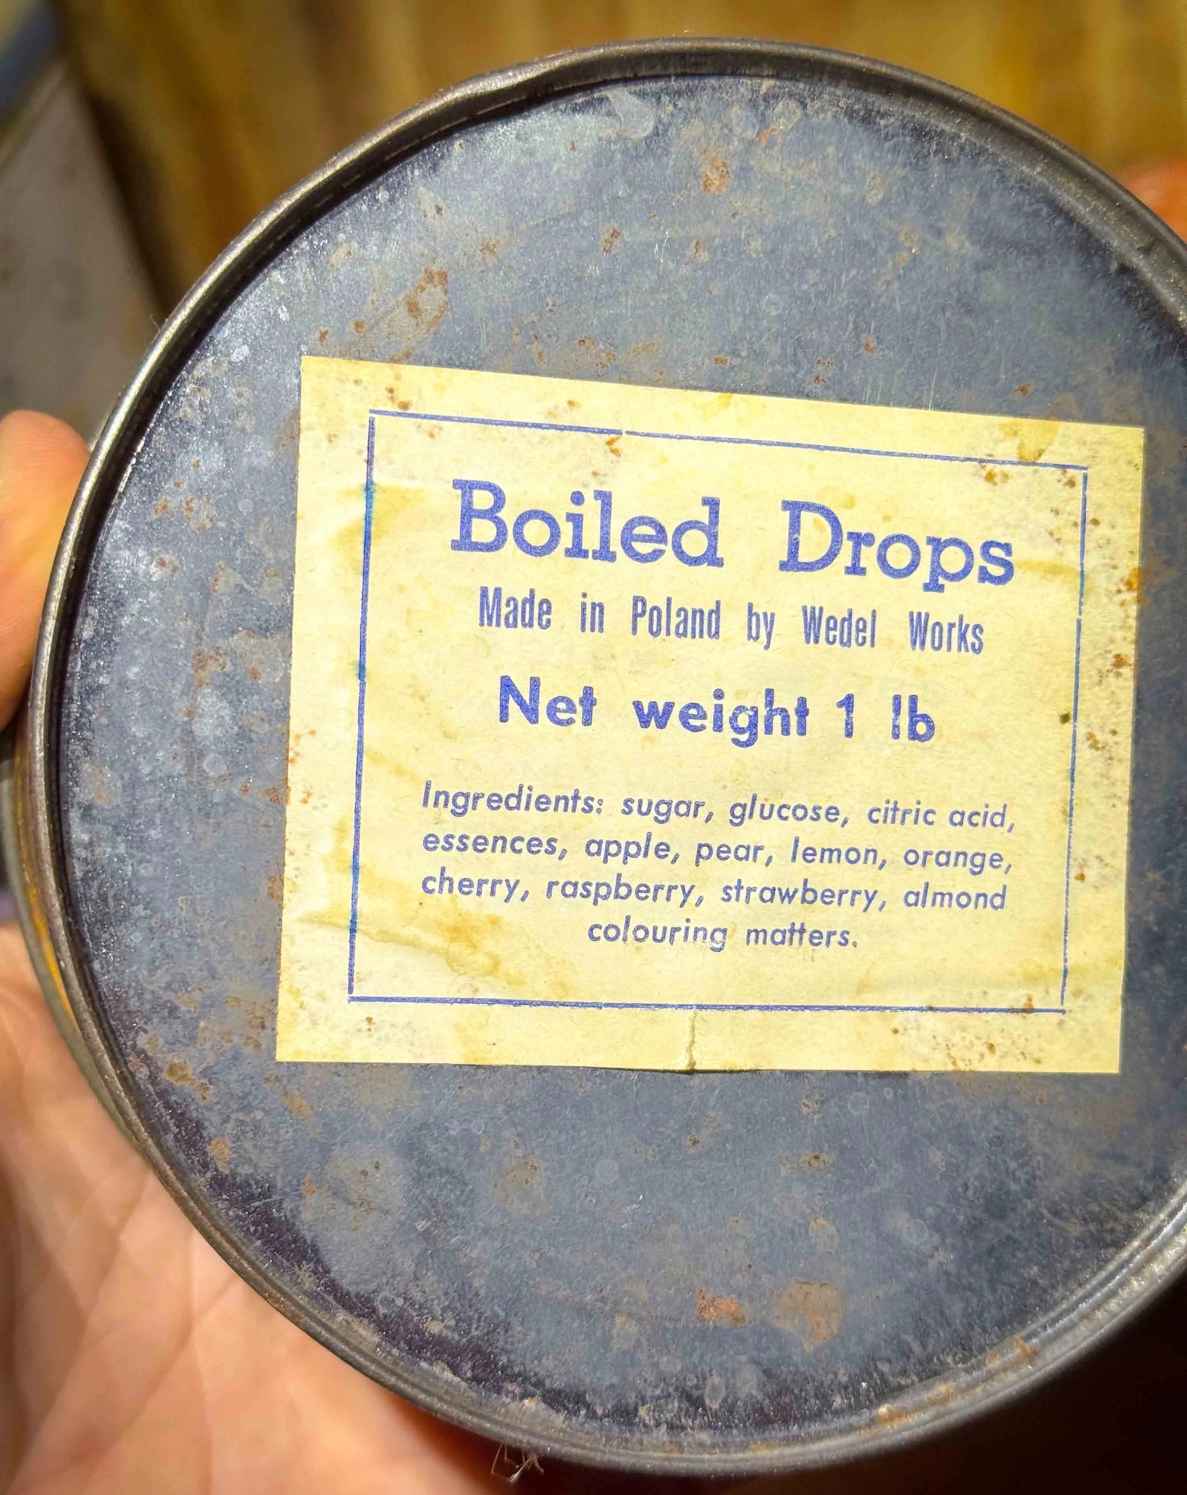 Boiled Drops
Made in Poland by Wedel Works
Net weight 1 lb
Ingredients: sugar, glucose, citric acid,
essences, apple, pear, lemon, orange,
cherry, raspberry, strawberry, almond
colouring matters.